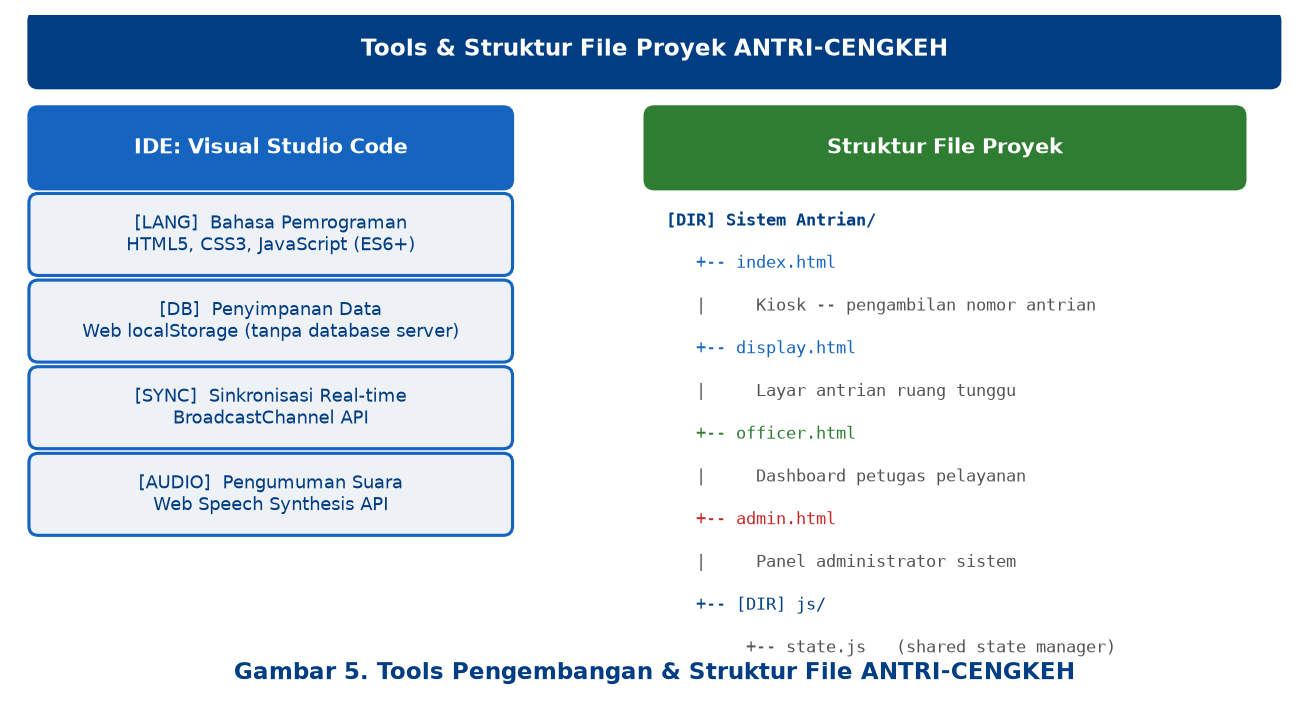 Tools & Struktur File Proyek ANTRI-CENGKEH
IDE: Visual Studio Code
[LANG]  Bahasa Pemrograman
HTML5, CSS3, JavaScript (ES6+)
[DB]  Penyimpanan Data
Web localStorage (tanpa database server)
[SYNC]  Sinkronisasi Real-time
BroadcastChannel API
[AUDIO]  Pengumuman Suara
Web Speech Synthesis API
Struktur File Proyek
[DIR] Sistem Antrian/
+-- index.html
|     Kiosk -- pengambilan nomor antrian
+-- display.html
|     Layar antrian ruang tunggu
+-- officer.html
|     Dashboard petugas pelayanan
+-- admin.html
|     Panel administrator sistem
+-- [DIR] js/
+-- state.js   (shared state manager)
Gambar 5. Tools Pengembangan & Struktur File ANTRI-CENGKEH